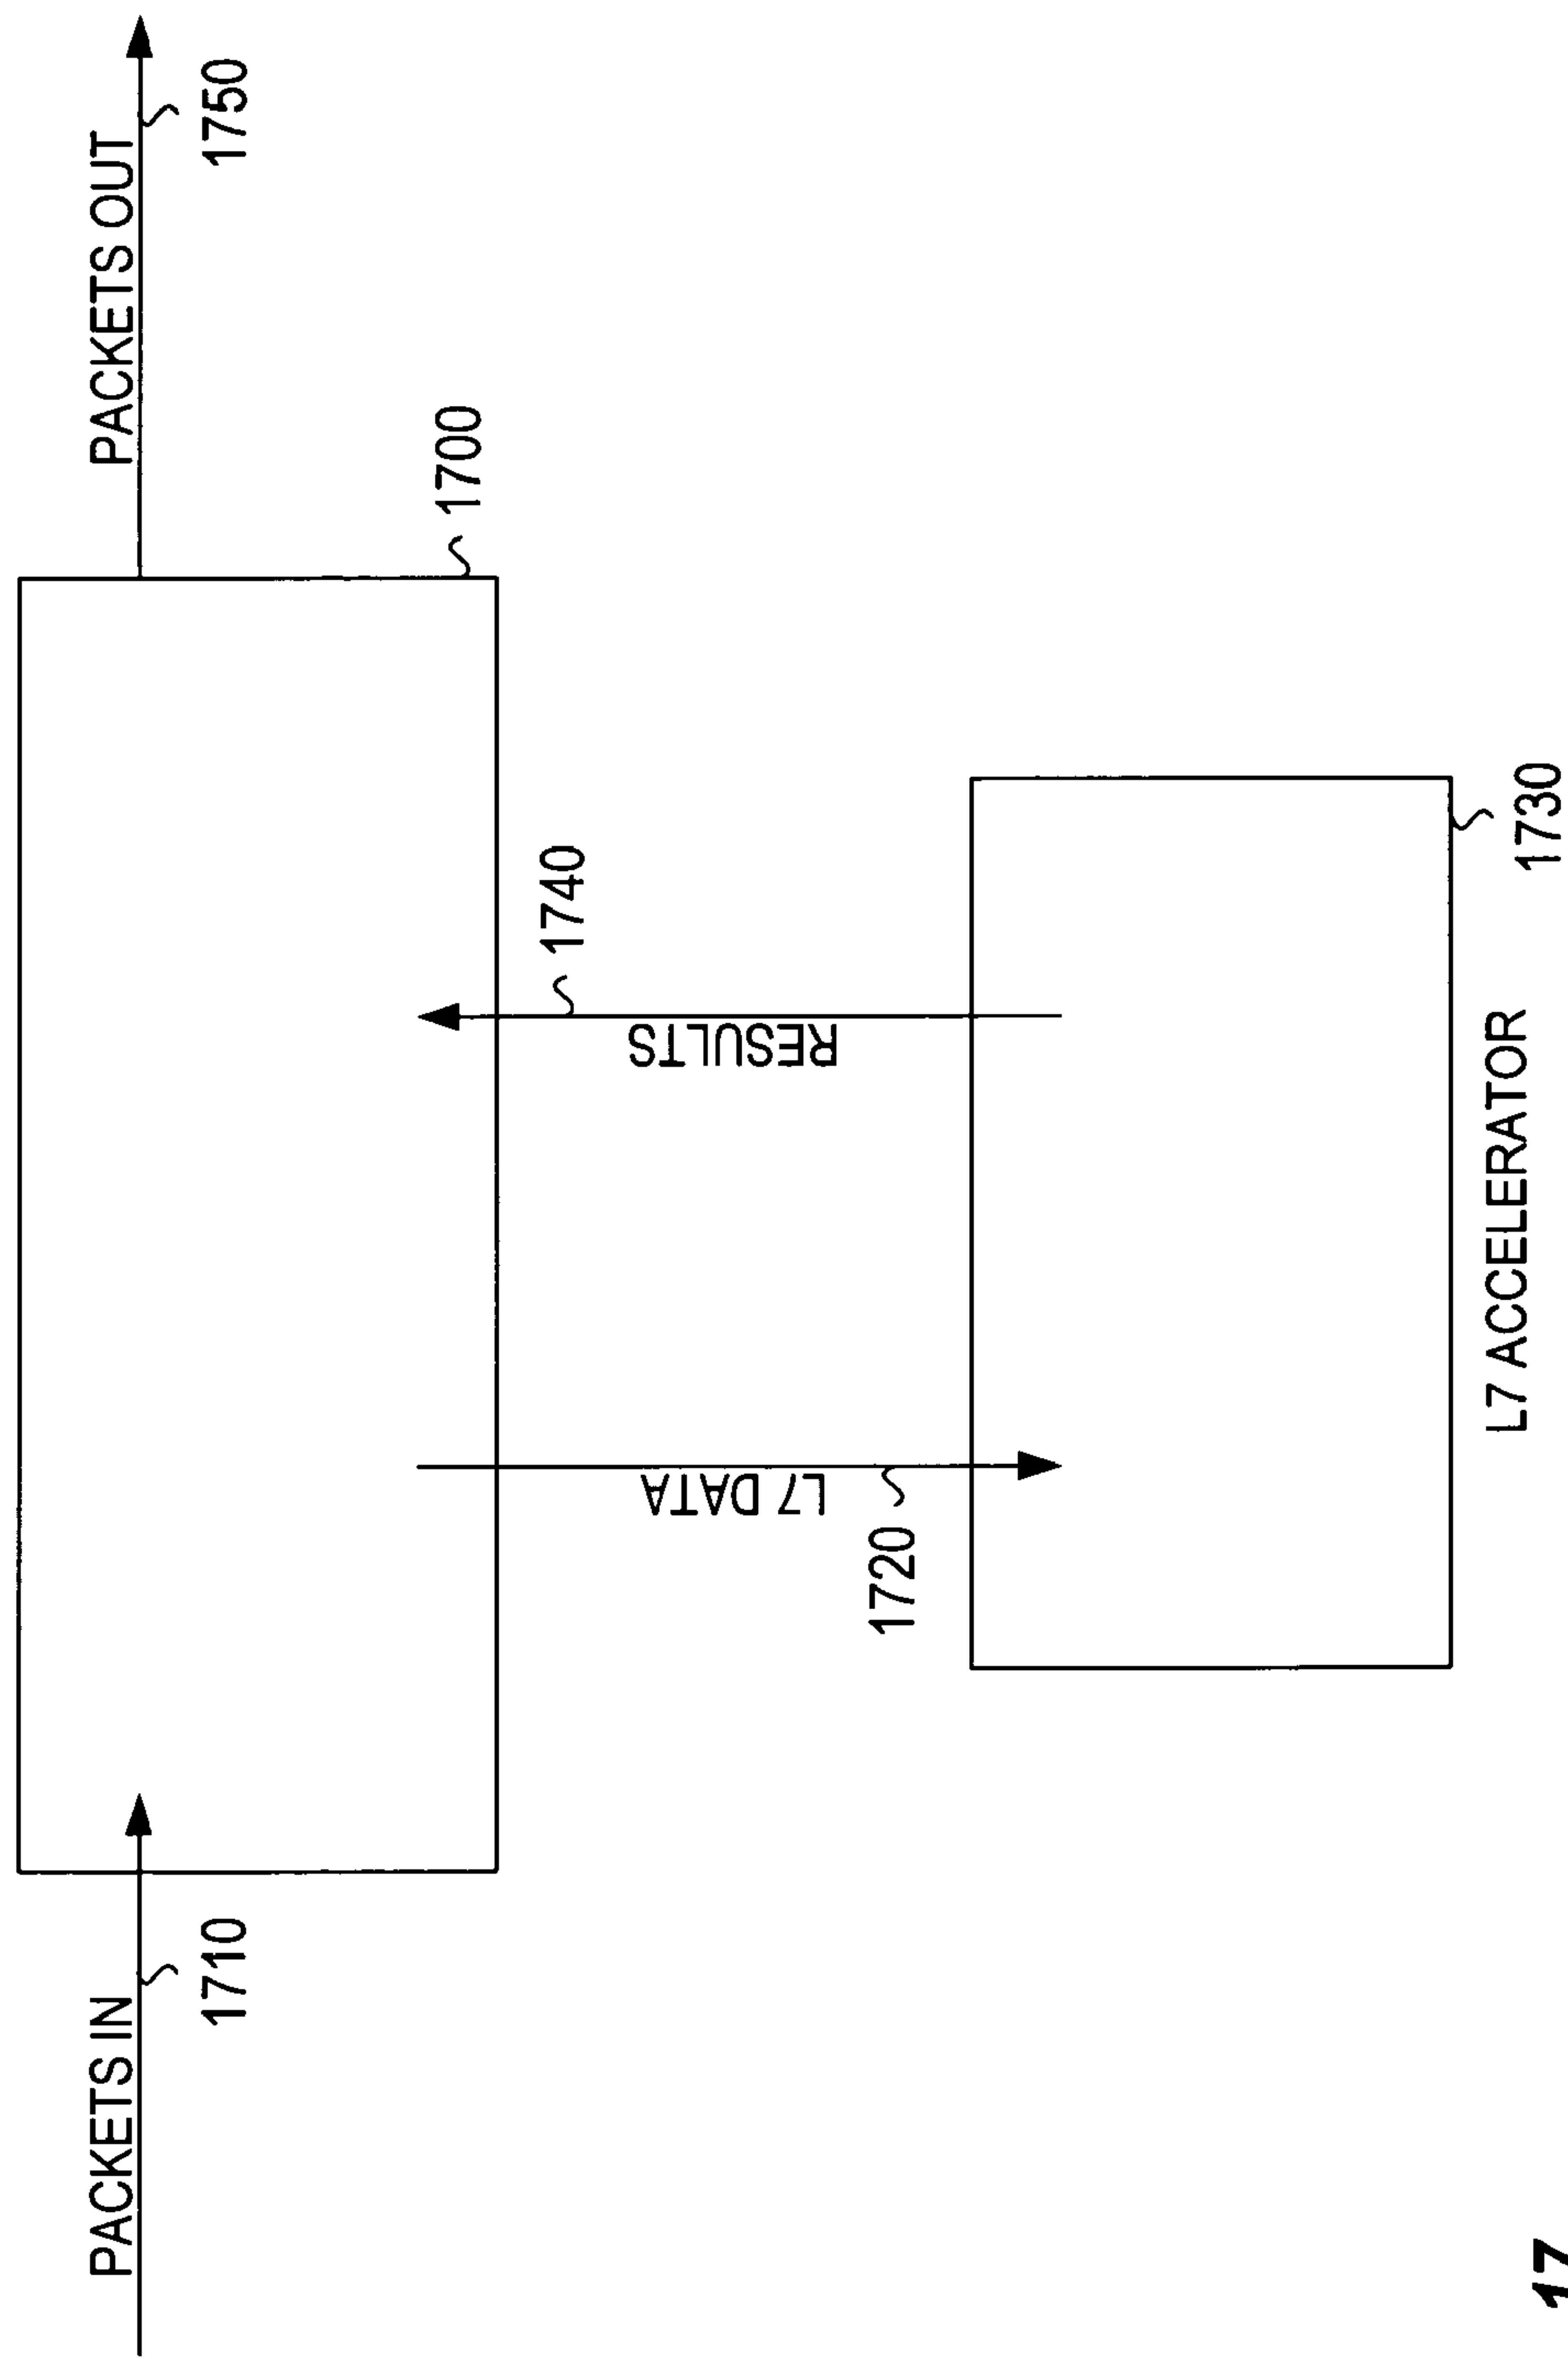 PACKETS IN
1710
PACKETS OUT
1750
1700
L7 DATA
1720
RESULTS
1740
L7 ACCELERATOR
1730
17